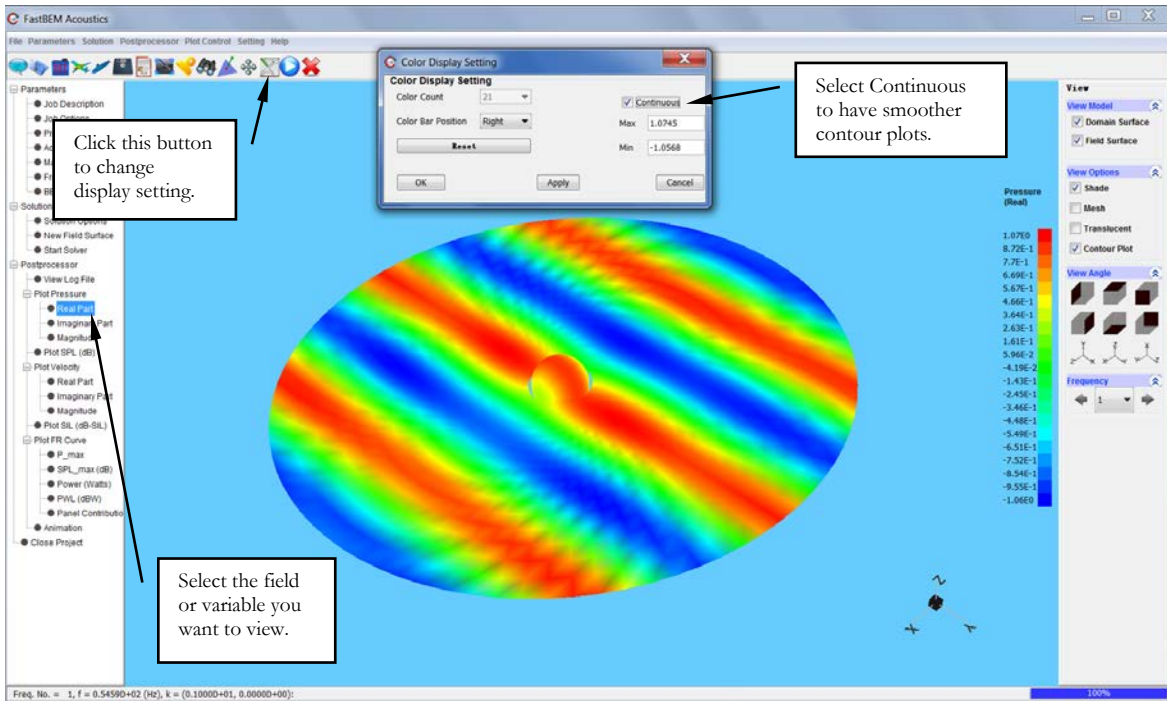 FastBEM Acoustics
File Parameters Solution Postprocessor Plot Control Setting Help
Parameters
Job Description
Click this button
to change
display setting.
Solution Options
New Field Surface
Start Solver
Postprocessor
View Log File
Plot Pressure
Real Part
Imaginary Part
Magnitude
Plot SPL (dB)
Plot Velocity
Real Part
Imaginary Part
Magnitude
Plot SIL (dB-SIL)
Plot FR Curve
P_max
SPL_max (dB)
Power (Watts)
PWL (dBW)
Panel Contributio
Animation
Close Project
Color Display Setting
Color Display Setting
Color Count 21
Continuous
Color Bar Position Right
Max 1.0745
Reset
Min -1.0568
OK Apply Cancel
Select Continuous
to have smoother
contour plots.
Select the field
or variable you
want to view.
Pressure
(Real)
1.07E0
8.72E-1
7.7E-1
6.69E-1
5.67E-1
4.66E-1
3.64E-1
2.63E-1
1.61E-1
5.96E-2
-4.19E-2
-1.43E-1
-2.45E-1
-3.46E-1
-4.48E-1
-5.49E-1
-6.51E-1
-7.52E-1
-8.54E-1
-9.55E-1
-1.06E0
View
View Model
Domain Surface
Field Surface
View Options
Shade
Mesh
Translucent
Contour Plot
View Angle
Frequency
1
Z
X Y
Freq. No. = 1, f = 0.5459D+02 (Hz), k = (0.1000D+01, 0.0000D+00):
100%